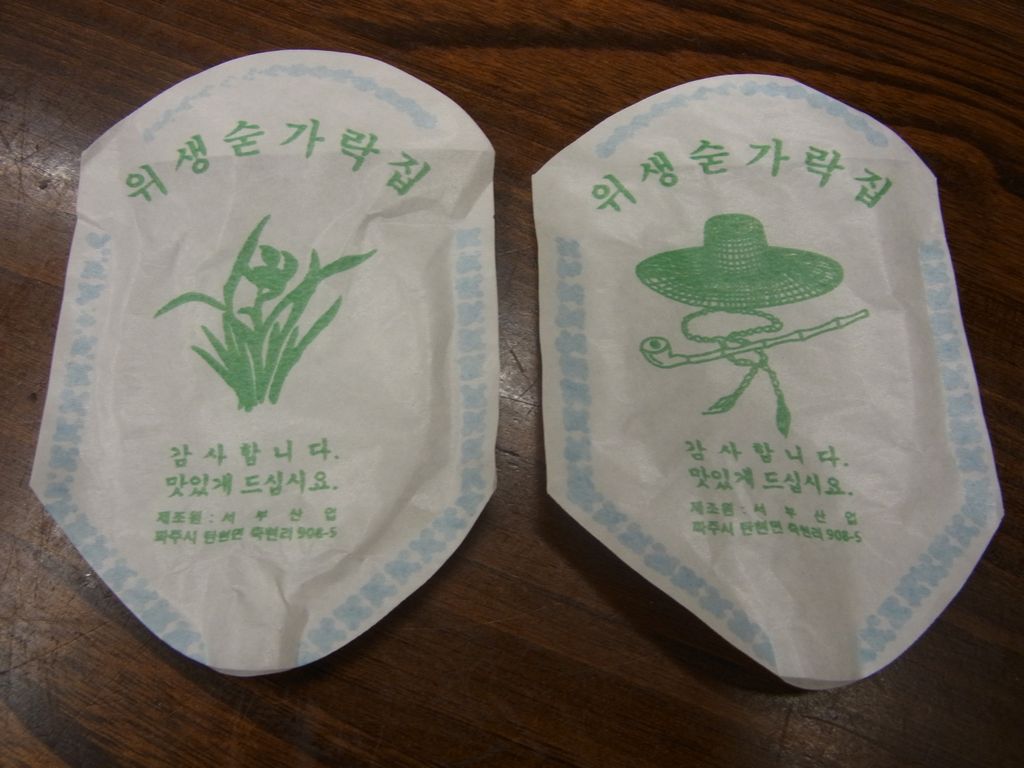 위생숟가락집
감사합니다.
맛있게 드십시요.
제조원 : 서부산업
파주시 탄현면 축현리 908-5
위생숟가락집
감사합니다.
맛있게 드십시요.
제조원 : 서부산업
파주시 탄현면 축현리 908-5